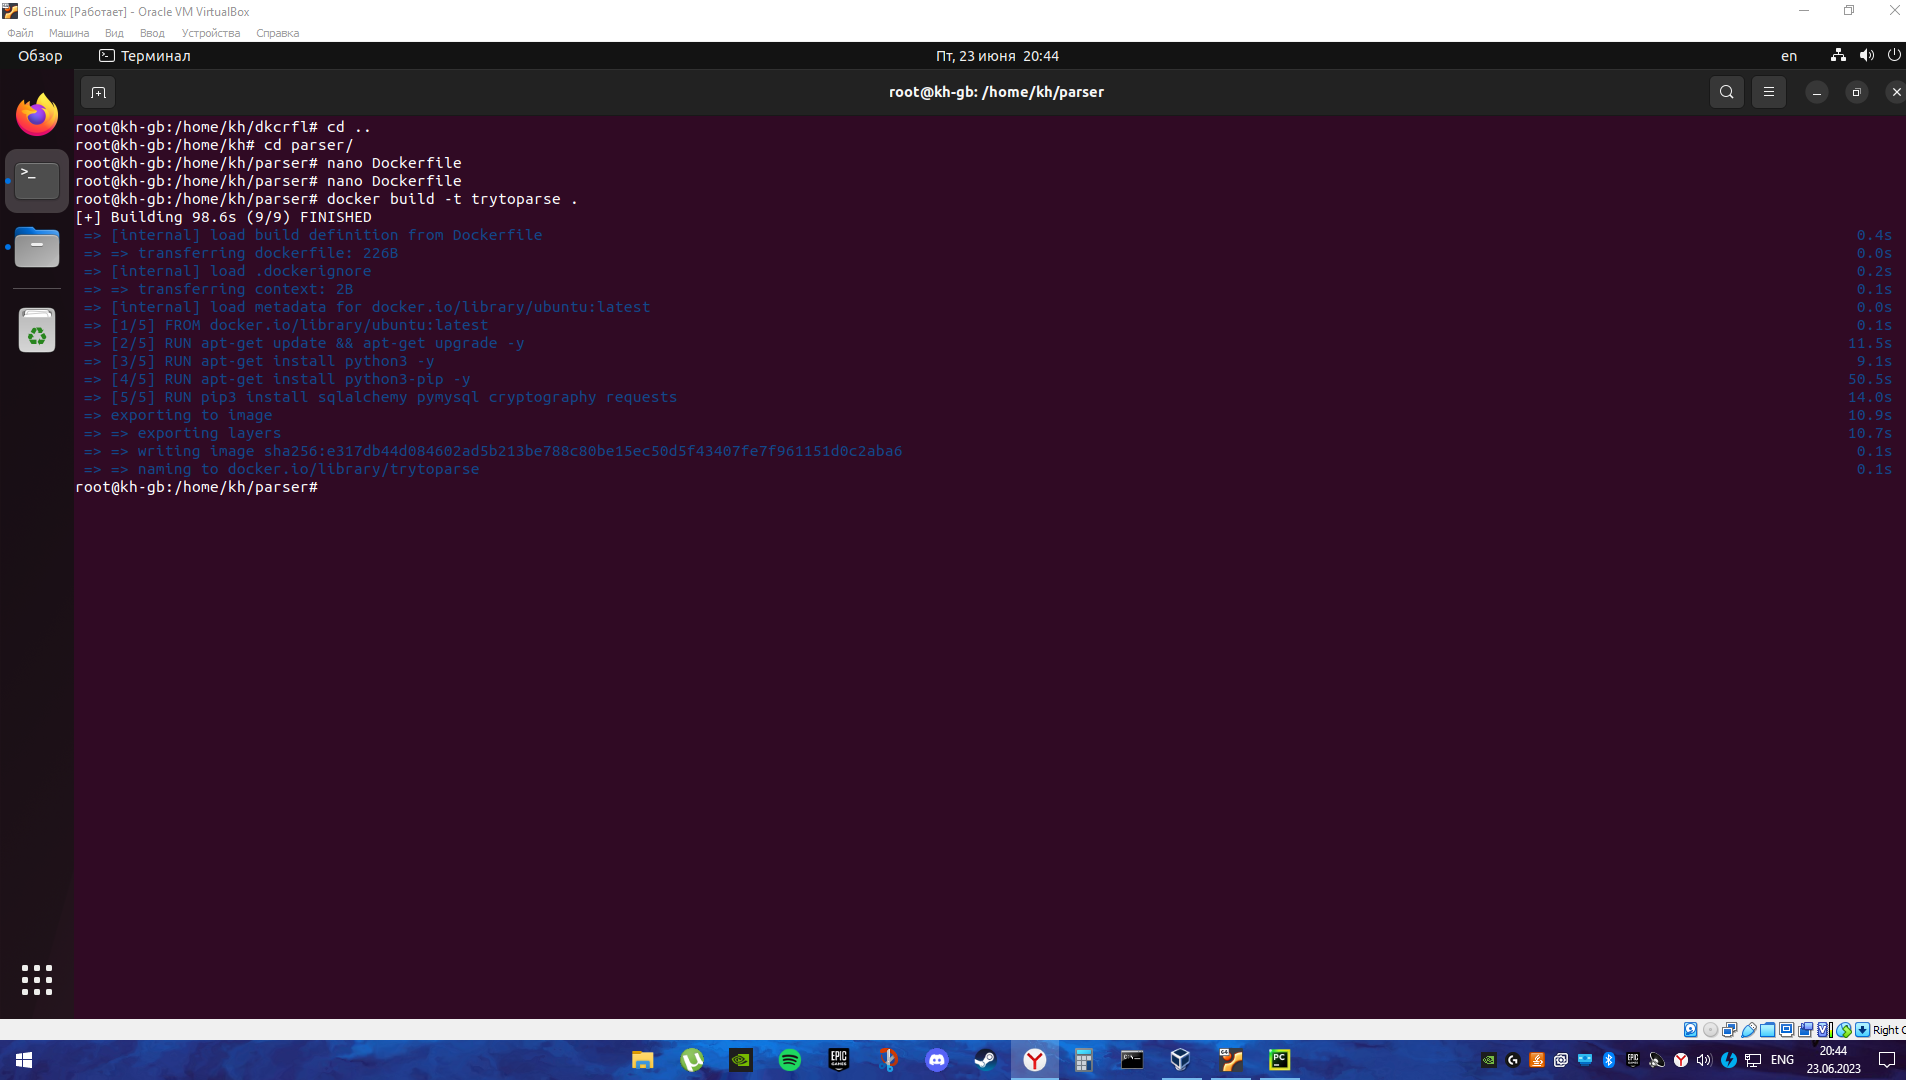 GBLinux [Работает] - Oracle VM VirtualBox
Файл Машина Вид Ввод Устройства Справка
Обзор Терминал Пт, 23 июня 20:44 en
root@kh-gb: /home/kh/parser
root@kh-gb:/home/kh/dkcrfl# cd ..
root@kh-gb:/home/kh# cd parser/
root@kh-gb:/home/kh/parser# nano Dockerfile
root@kh-gb:/home/kh/parser# nano Dockerfile
root@kh-gb:/home/kh/parser# docker build -t trytoparse .
[+] Building 98.6s (9/9) FINISHED
=> [internal] load build definition from Dockerfile 0.4s
=> => transferring dockerfile: 226B 0.0s
=> [internal] load .dockerignore 0.2s
=> => transferring context: 2B 0.1s
=> [internal] load metadata for docker.io/library/ubuntu:latest 0.0s
=> [1/5] FROM docker.io/library/ubuntu:latest 0.1s
=> [2/5] RUN apt-get update && apt-get upgrade -y 11.5s
=> [3/5] RUN apt-get install python3 -y 9.1s
=> [4/5] RUN apt-get install python3-pip -y 50.5s
=> [5/5] RUN pip3 install sqlalchemy pymysql cryptography requests 14.0s
=> exporting to image 10.9s
=> => exporting layers 10.7s
=> => writing image sha256:e317db44d084602ad5b213be788c80be15ec50d5f43407fe7f961151d0c2aba6 0.1s
=> => naming to docker.io/library/trytoparse 0.1s
root@kh-gb:/home/kh/parser#
Right C
EPIC GAMES
PC
ENG
20:44
23.06.2023